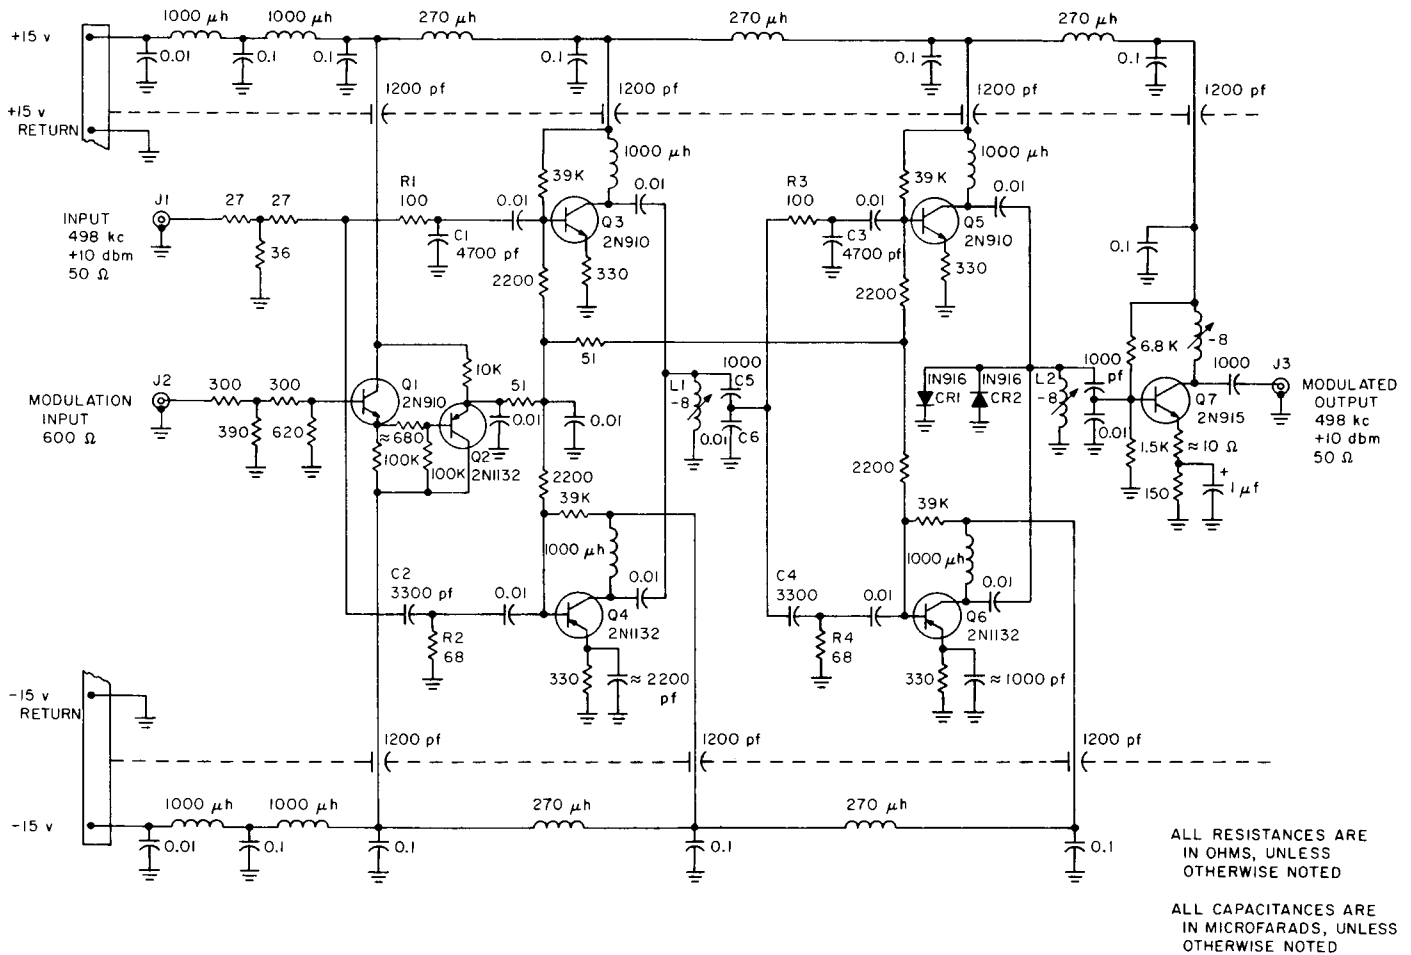 1000 μh
1000 μh
270 μh
270 μh
270 μh
+15 v
0.01
0.1
0.1
0.1
0.1
0.1
1200 pf
1200 pf
1200 pf
1200 pf
+15 v
RETURN
1000 μh
1000 μh
39K
0.01
39K
0.01
J1
27
27
R1
100
0.01
Q3
2N910
R3
100
0.01
Q5
2N910
INPUT
498 kc
+10 dbm
50 Ω
36
C1
4700 pf
330
C3
4700 pf
330
0.1
2200
2200
51
6.8 K
-8
1000
J3
J2
300
300
Q1
2N910
10K
51
0.01
0.01
L1
-8
1000
C5
0.01
C6
1N916
CR1
1N916
CR2
L2
-8
1000
pf
0.01
Q7
2N915
MODULATED
OUTPUT
498 kc
+10 dbm
50 Ω
MODULATION
INPUT
600 Ω
390
620
≈680
100K
100K
Q2
2N1132
1.5K
≈10 Ω
150
+
1 μf
2200
39K
2200
39K
1000 μh
0.01
1000 μh
0.01
C2
3300 pf
0.01
Q4
2N1132
C4
3300
0.01
Q6
2N1132
R2
68
R4
68
330
≈ 2200
pf
330
≈ 1000 pf
-15 v
RETURN
1200 pf
1200 pf
1200 pf
1000 μh
1000 μh
270 μh
270 μh
-15 v
0.01
0.1
0.1
0.1
0.1
ALL RESISTANCES ARE
IN OHMS, UNLESS
OTHERWISE NOTED
ALL CAPACITANCES ARE
IN MICROFARADS, UNLESS
OTHERWISE NOTED